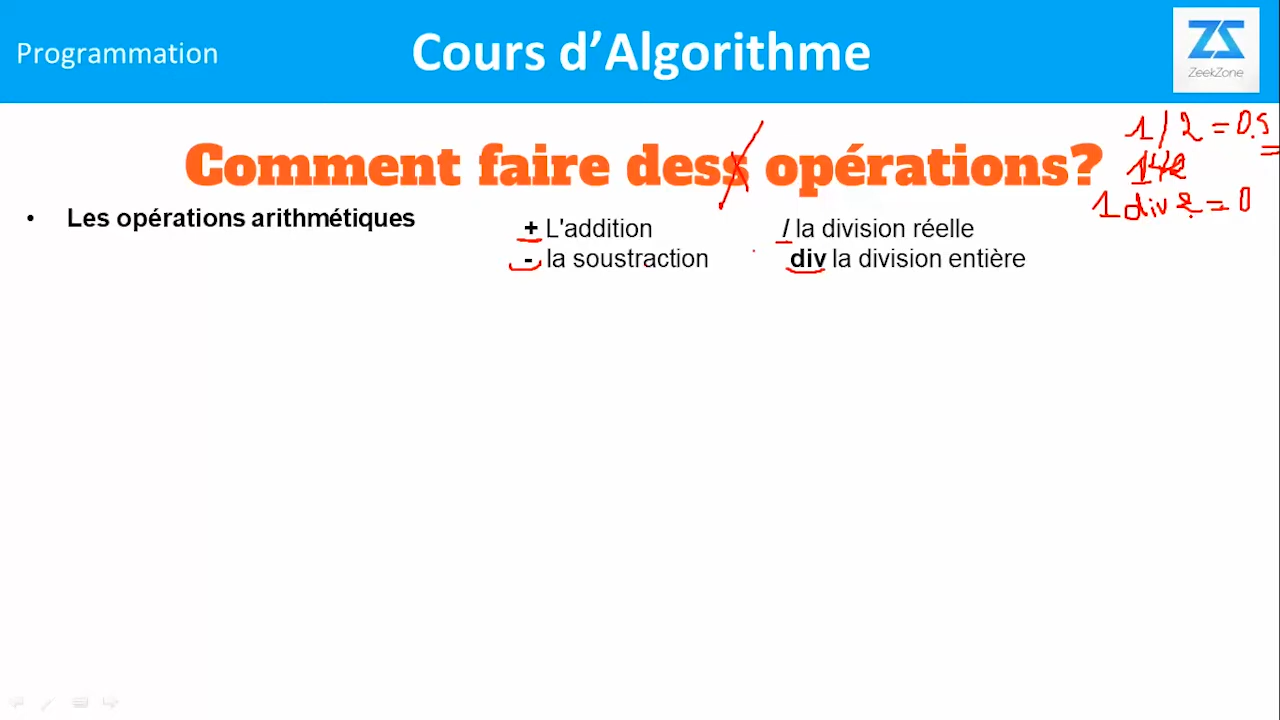 Programmation
Cours d’Algorithme
ZS
ZeekZone
Comment faire dess opérations?
1 / 2 = 0.5
1 div 2 = 0
• Les opérations arithmétiques
+ L'addition
- la soustraction
/ la division réelle
div la division entière